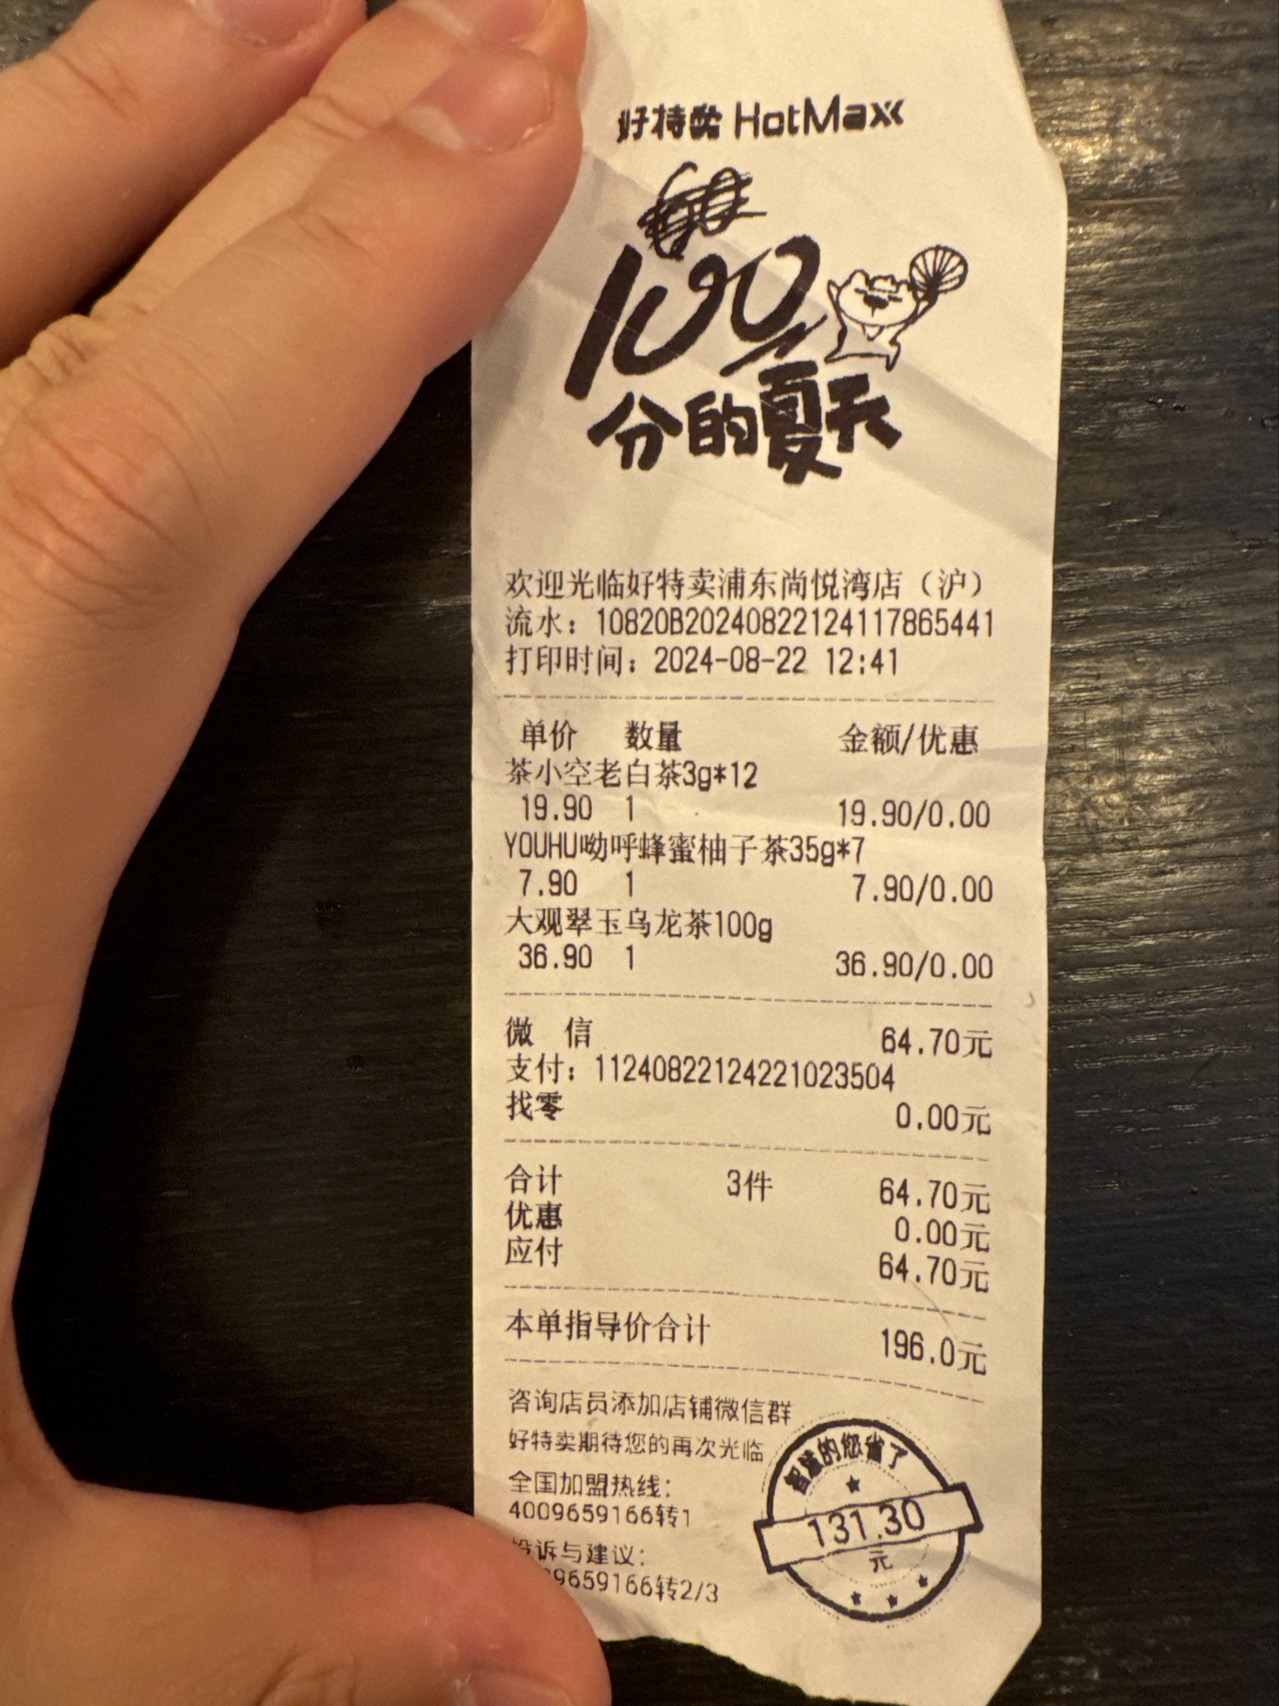 好特卖 HotMaxx
100
分的夏天
欢迎光临好特卖浦东尚悦湾店（沪）
流水：10820B20240822124117865441
打印时间：2024-08-22 12:41
单价 数量 金额/优惠
茶小空老白茶3g*12
19.90 1 19.90/0.00
YOUHU呦呼蜂蜜柚子茶35g*7
7.90 1 7.90/0.00
大观翠玉乌龙茶100g
36.90 1 36.90/0.00
微 信 64.70元
支付：11240822124221023504
找零 0.00元
合计 3件 64.70元
优惠 0.00元
应付 64.70元
本单指导价合计 196.0元
咨询店员添加店铺微信群
好特卖期待您的再次光临
全国加盟热线：
4009659166转1
投诉与建议：
9659166转2/3
智慧的您省了
131.30
元